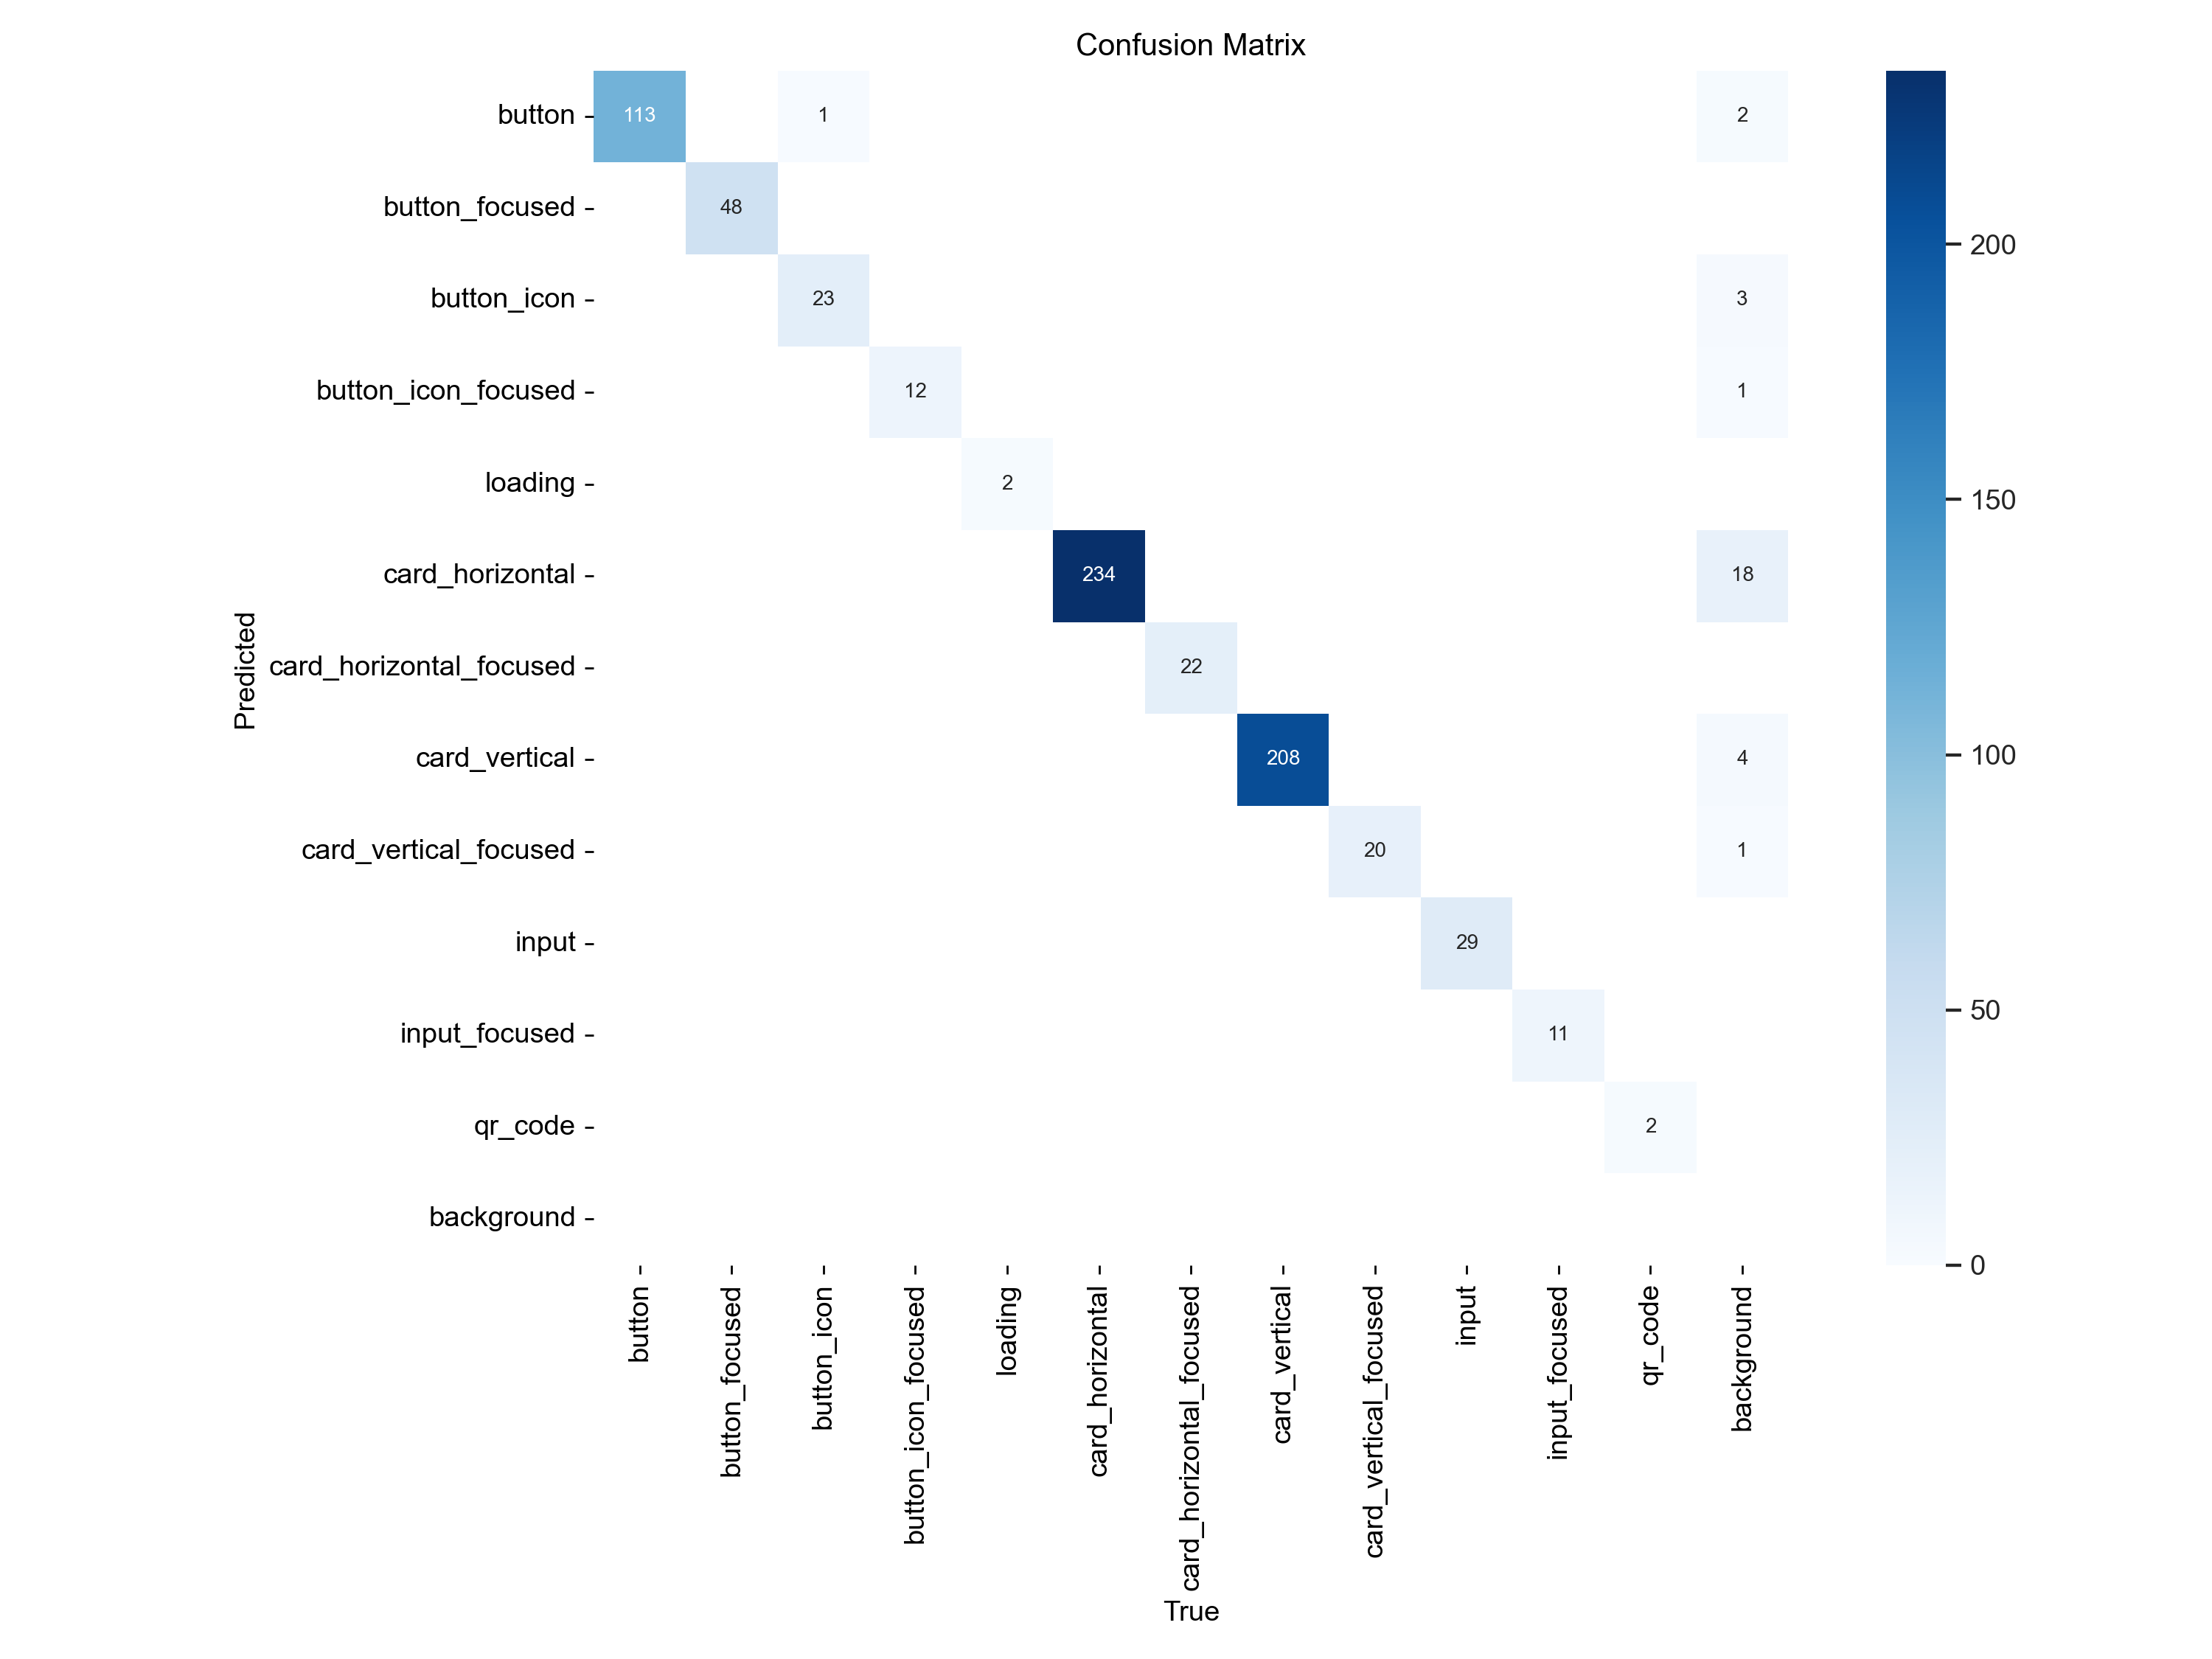 Confusion Matrix
button 113 1 2
button_focused 48
button_icon 23 3
button_icon_focused 12 1
loading 2
card_horizontal 234 18
card_horizontal_focused 22
card_vertical 208 4
card_vertical_focused 20 1
input 29
input_focused 11
qr_code 2
background
Predicted
button
button_focused
button_icon
button_icon_focused
loading
card_horizontal
card_horizontal_focused
card_vertical
card_vertical_focused
input
input_focused
qr_code
background
True
200
150
100
50
0